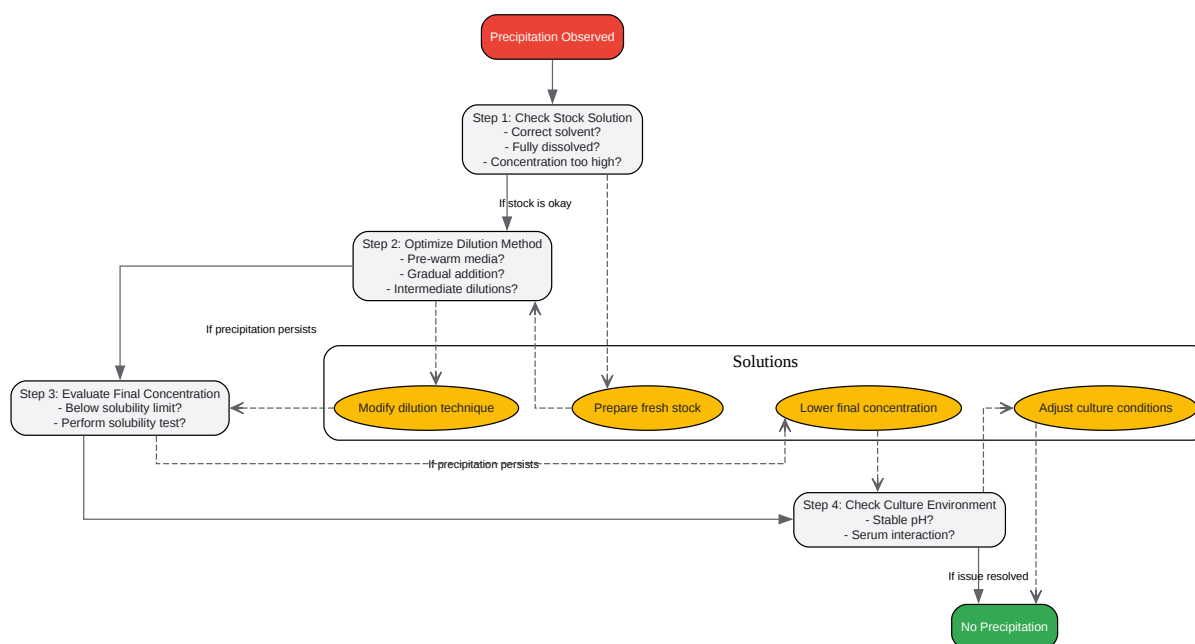 Precipitation Observed
Step 1: Check Stock Solution
- Correct solvent?
- Fully dissolved?
- Concentration too high?
If stock is okay
Step 2: Optimize Dilution Method
- Pre-warm media?
- Gradual addition?
- Intermediate dilutions?
If precipitation persists
Solutions
Step 3: Evaluate Final Concentration
- Below solubility limit?
- Perform solubility test?
Modify dilution technique
Prepare fresh stock
Lower final concentration
Adjust culture conditions
If precipitation persists
Step 4: Check Culture Environment
- Stable pH?
- Serum interaction?
If issue resolved
No Precipitation